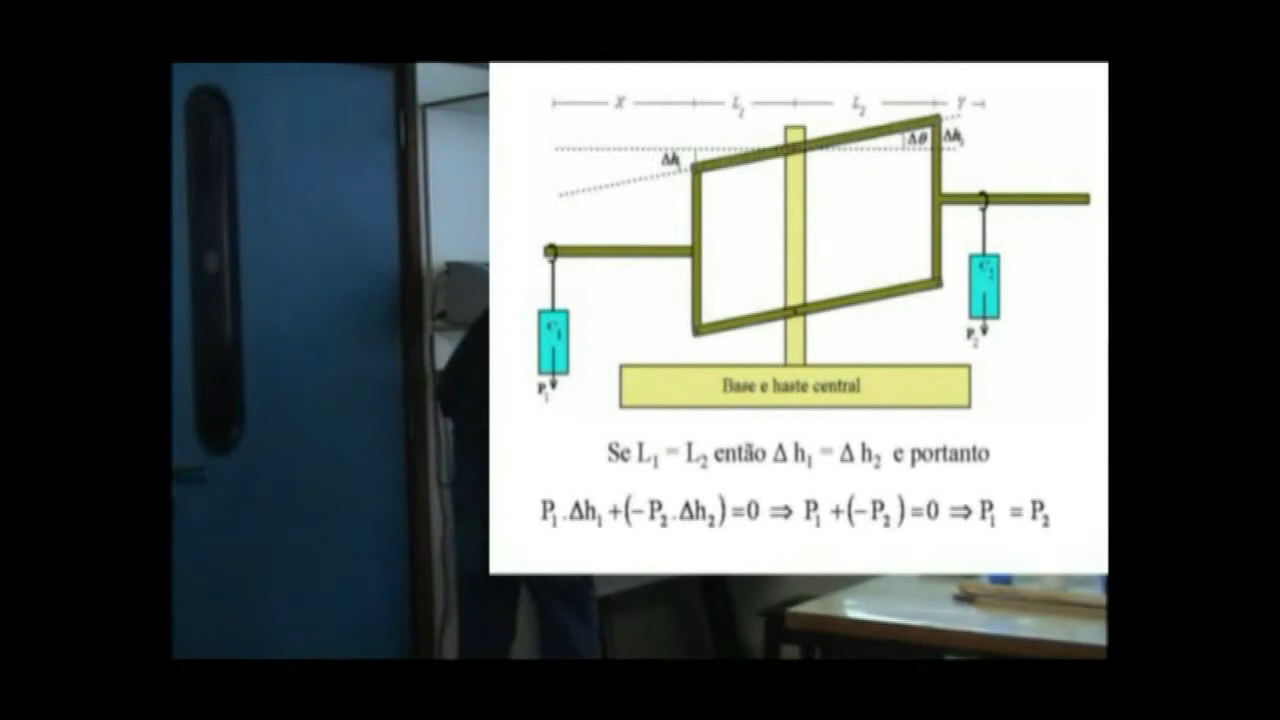 X L₁ L₂ Y
Δh₁ Δθ Δh₁
C₂
C₁
P₂
P₁
Base e haste central
Se L₁ = L₂ então Δ h₁ = Δ h₂ e portanto
P₁.Δh₁+(−P₂.Δh₂)=0 ⇒ P₁+(−P₂)=0 ⇒ P₁ = P₂